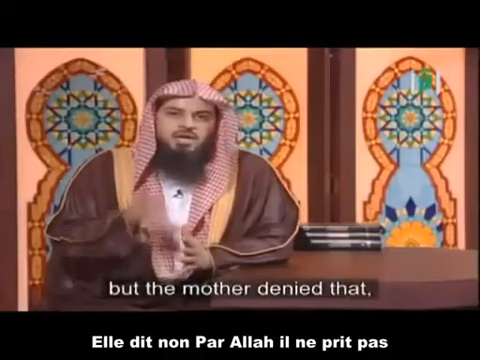 but the mother denied that,
Elle dit non Par Allah il ne prit pas